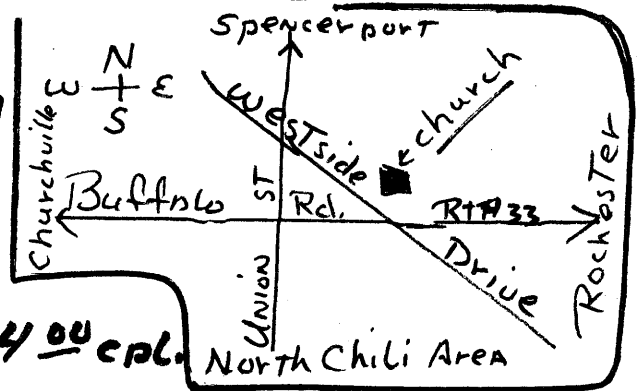 Spencerport
N
W E
S
Westside
church
Churchville
Buffalo
ST
Rd.
Rt#33
Rochester
Drive
UNION
4 00 cpl.
North Chili Area